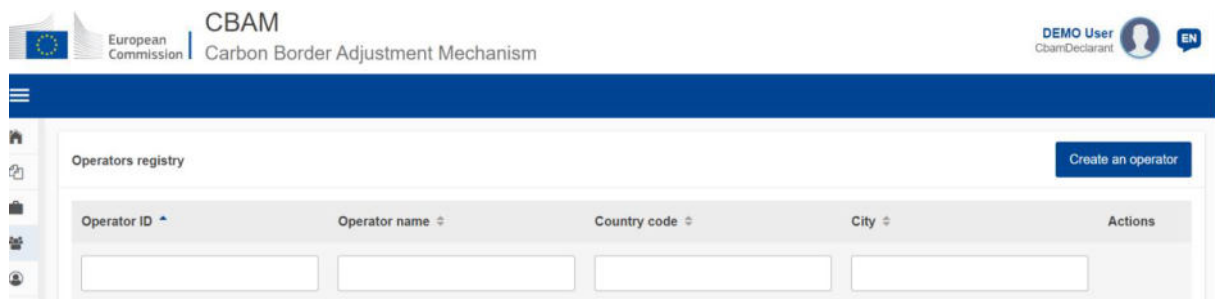 European
Commission
CBAM
Carbon Border Adjustment Mechanism
DEMO User
CbamDeclarant
EN
Operators registry
Create an operator
Operator ID
Operator name
Country code
City
Actions